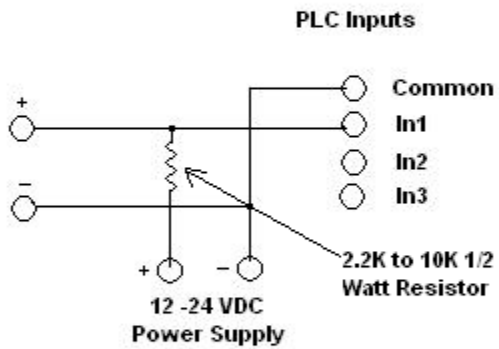 PLC Inputs
Common
+
In1
In2
In3
−
+
−
2.2K to 10K 1/2
Watt Resistor
12 -24 VDC
Power Supply